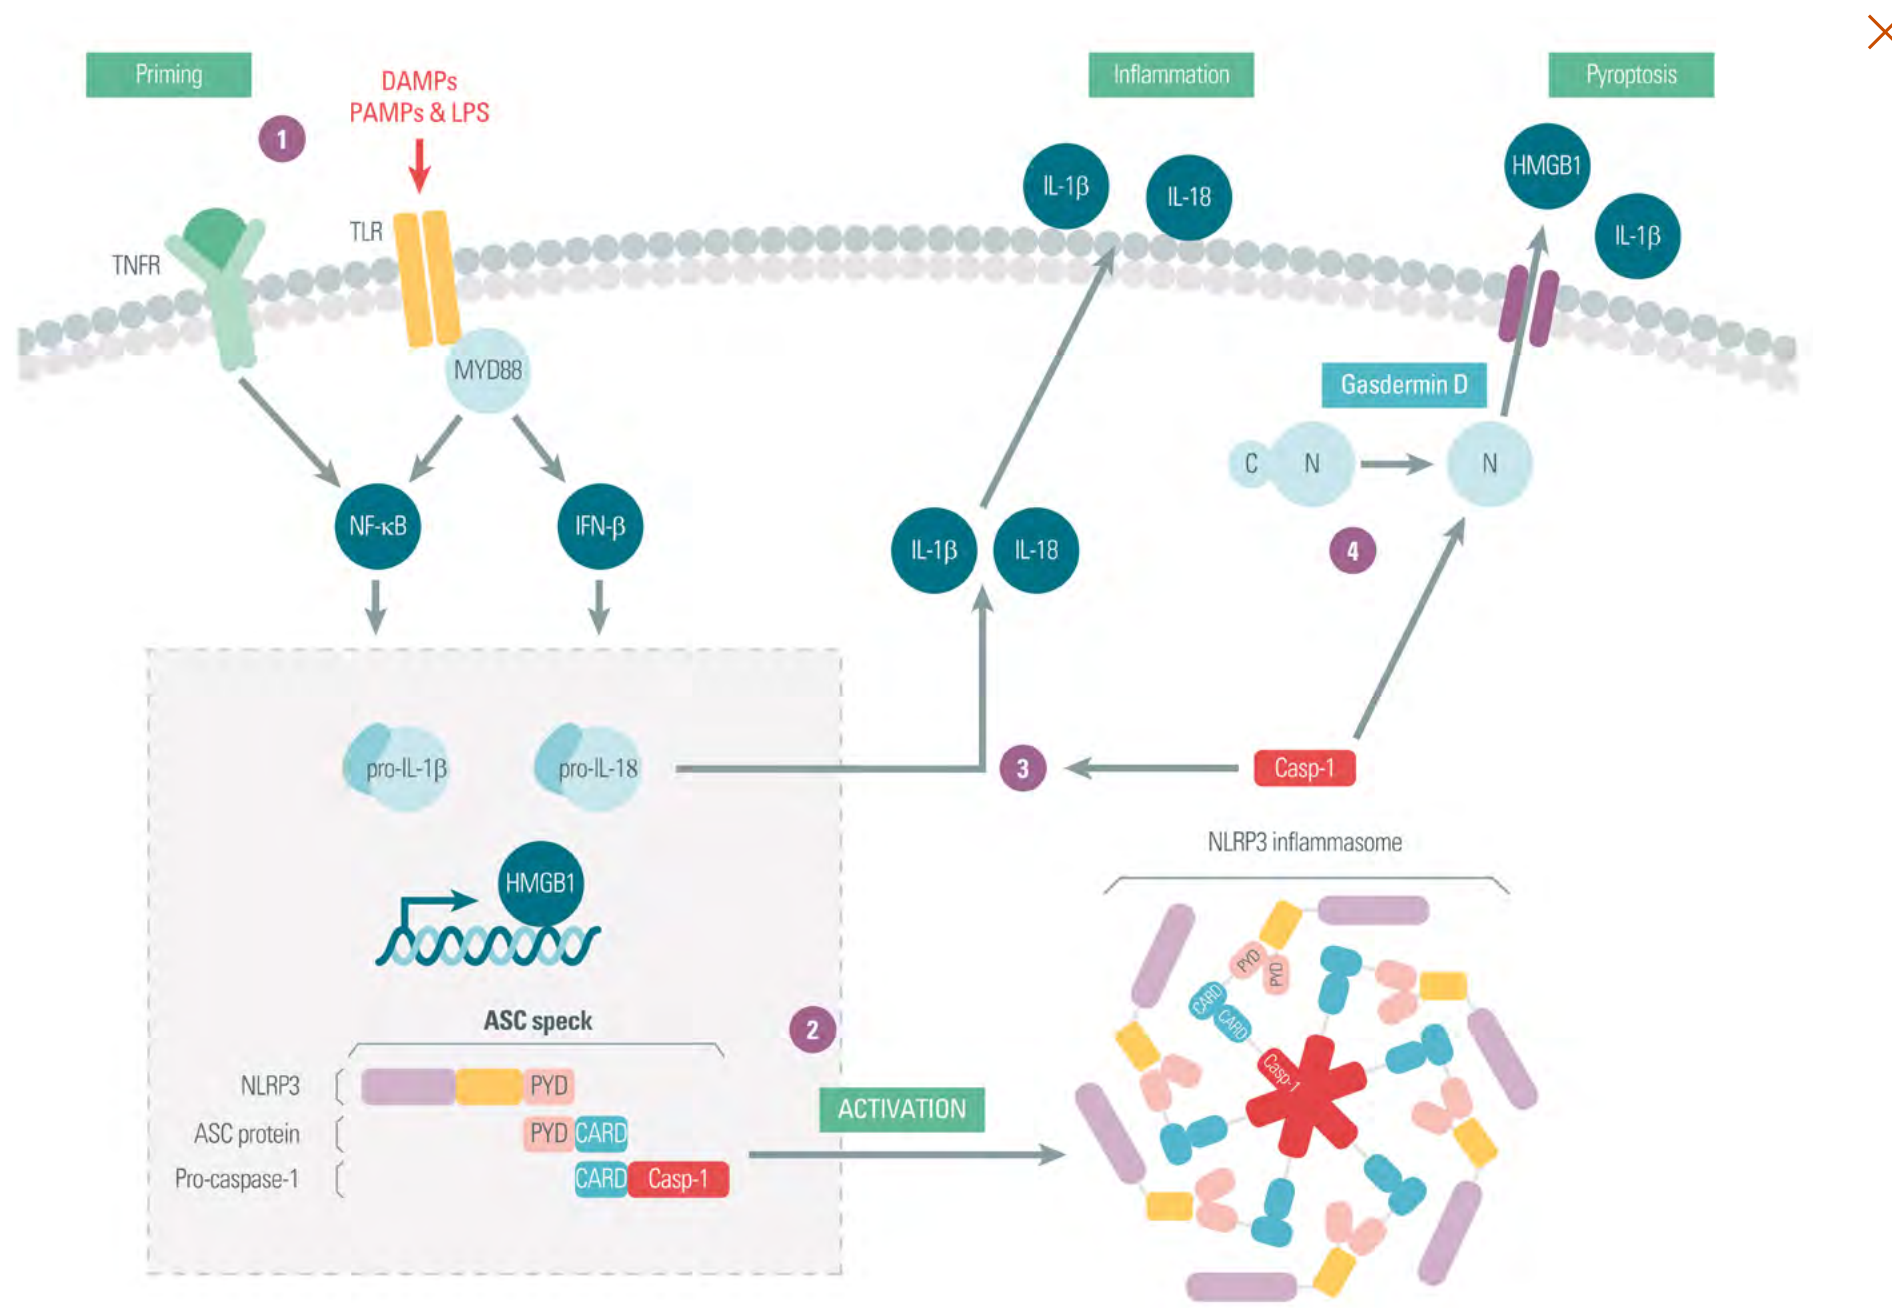 Priming
DAMPs
PAMPs & LPS
1
TLR
TNFR
MYD88
NF-κB
IFN-β
Inflammation
IL-1β
IL-18
Pyroptosis
HMGB1
IL-1β
Gasdermin D
C
N
N
4
IL-1β
IL-18
pro-IL-1β
pro-IL-18
3
Casp-1
HMGB1
ASC speck
2
NLRP3
PYD
ASC protein
PYD
CARD
Pro-caspase-1
CARD
Casp-1
ACTIVATION
NLRP3 inflammasome
PYD
PYD
CARD
CARD
Casp-1